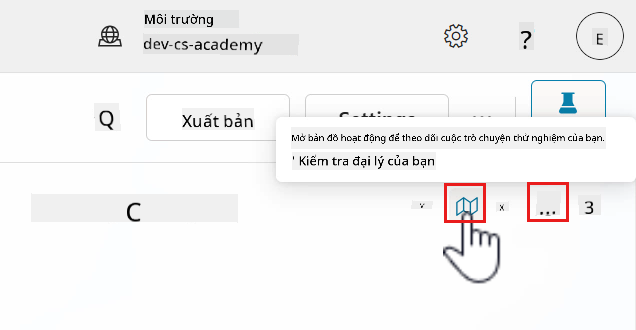 Môi trường
dev-cs-academy
?
E
Q
Xuất bản
Settings
...
Mở bản đồ hoạt động để theo dõi cuộc trò chuyện thử nghiệm của bạn.
' Kiểm tra đại lý của bạn
C
Y
X
...
3